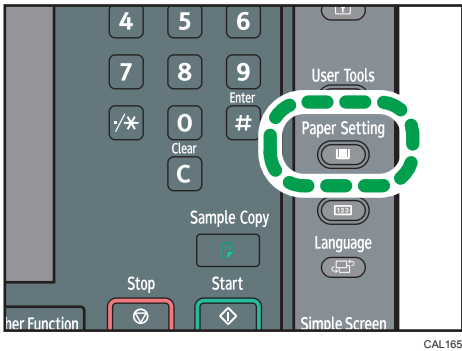 4 5 6
User Tools
7 8 9
Enter
./* 0 #
Paper Setting
Clear
C
123
Sample Copy
Language
Stop Start
her Function
Simple Screen
CAL165